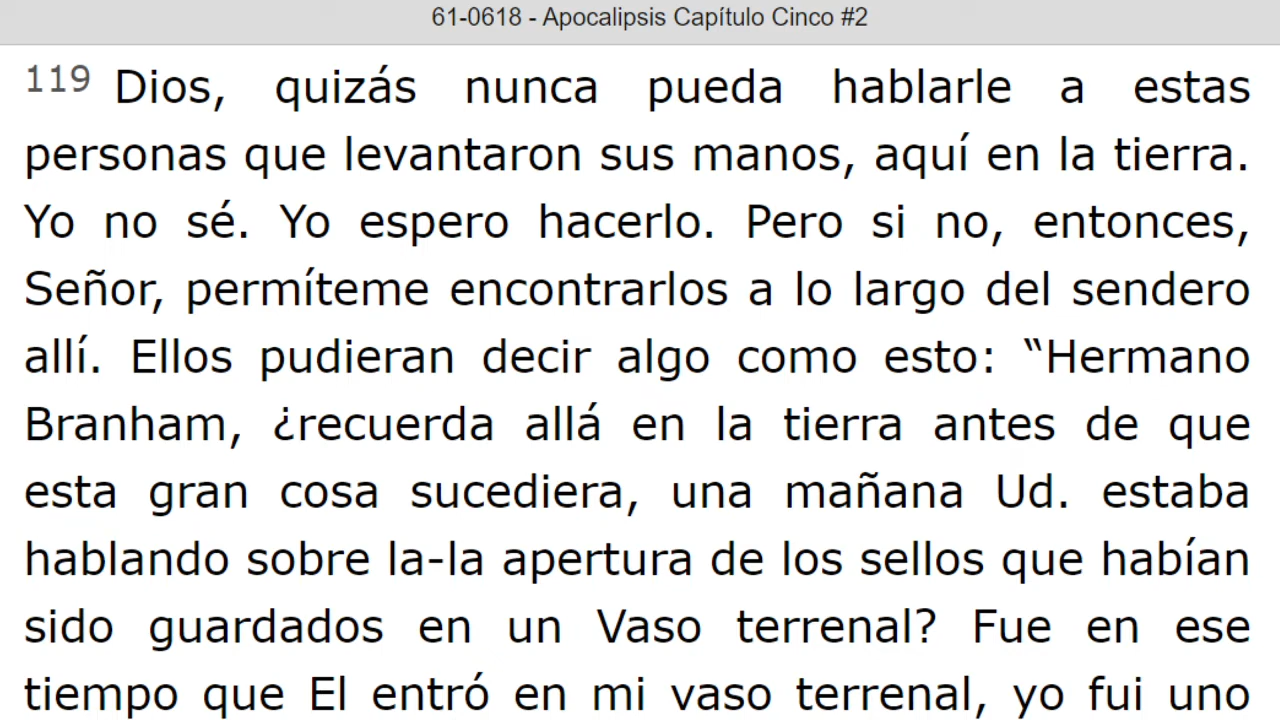 61-0618 - Apocalipsis Capítulo Cinco #2
119 Dios, quizás nunca pueda hablarle a estas
personas que levantaron sus manos, aquí en la tierra.
Yo no sé. Yo espero hacerlo. Pero si no, entonces,
Señor, permíteme encontrarlos a lo largo del sendero
allí. Ellos pudieran decir algo como esto: “Hermano
Branham, ¿recuerda allá en la tierra antes de que
esta gran cosa sucediera, una mañana Ud. estaba
hablando sobre la-la apertura de los sellos que habían
sido guardados en un Vaso terrenal? Fue en ese
tiempo que El entró en mi vaso terrenal, yo fui uno